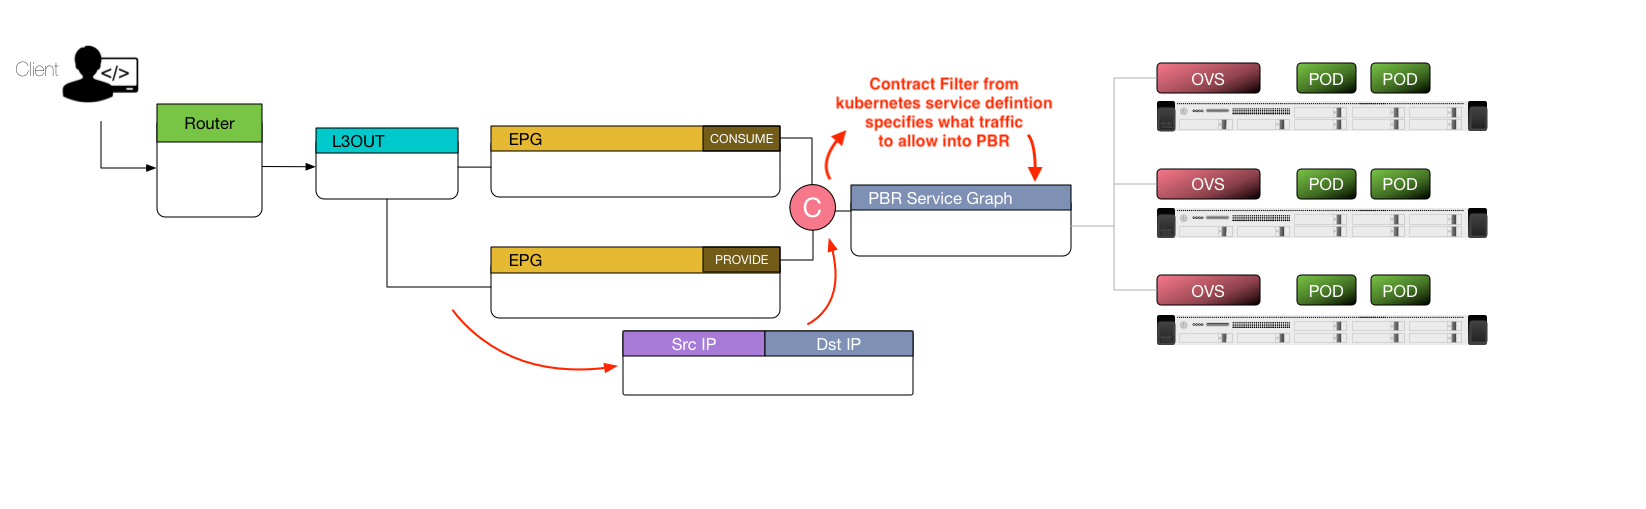 Client
</>
Router
L3OUT
EPG
CONSUME
Contract Filter from
kubernetes service defintion
specifies what traffic
to allow into PBR
C
PBR Service Graph
EPG
PROVIDE
Src IP
Dst IP
OVS
POD
POD
OVS
POD
POD
OVS
POD
POD